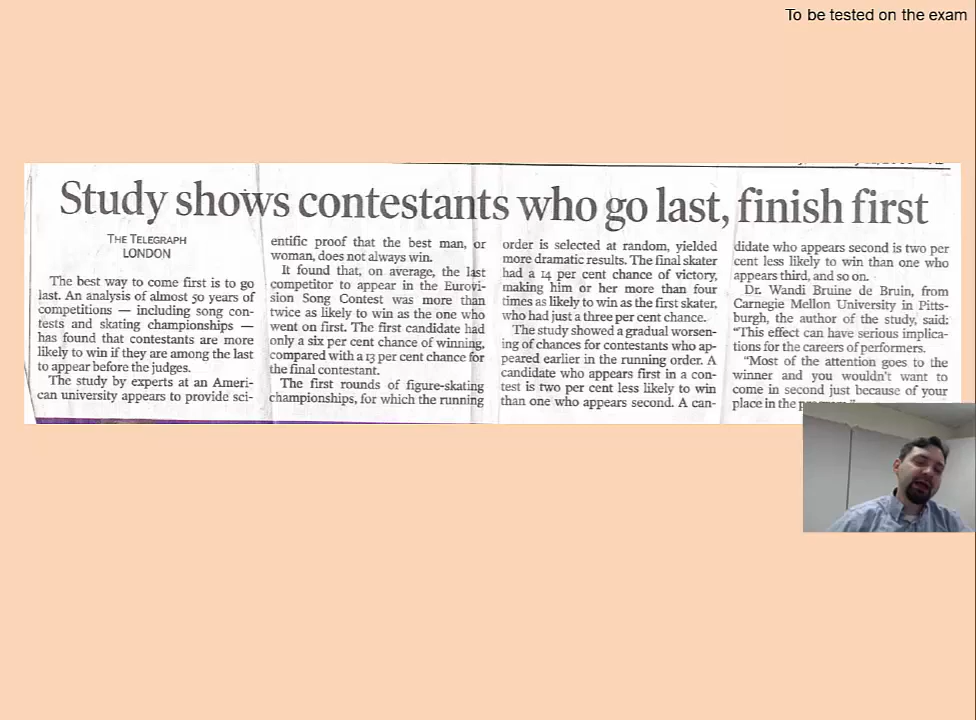 To be tested on the exam
Study shows contestants who go last, finish first
THE TELEGRAPH
LONDON
The best way to come first is to go
last. An analysis of almost 50 years of
competitions — including song con-
tests and skating championships —
has found that contestants are more
likely to win if they are among the last
to appear before the judges.
The study by experts at an Ameri-
can university appears to provide sci-
entific proof that the best man, or
woman, does not always win.
It found that, on average, the last
competitor to appear in the Eurovi-
sion Song Contest was more than
twice as likely to win as the one who
went on first. The first candidate had
only a six per cent chance of winning,
compared with a 13 per cent chance for
the final contestant.
The first rounds of figure-skating
championships, for which the running
order is selected at random, yielded
more dramatic results. The final skater
had a 14 per cent chance of victory,
making him or her more than four
times as likely to win as the first skater,
who had just a three per cent chance.
The study showed a gradual worsen-
ing of chances for contestants who ap-
peared earlier in the running order. A
candidate who appears first in a con-
test is two per cent less likely to win
than one who appears second. A can-
didate who appears second is two per
cent less likely to win than one who
appears third, and so on.
Dr. Wandi Bruine de Bruin, from
Carnegie Mellon University in Pitts-
burgh, the author of the study, said:
"This effect can have serious implica-
tions for the careers of performers.
"Most of the attention goes to the
winner and you wouldn't want to
come in second just because of your
place in the